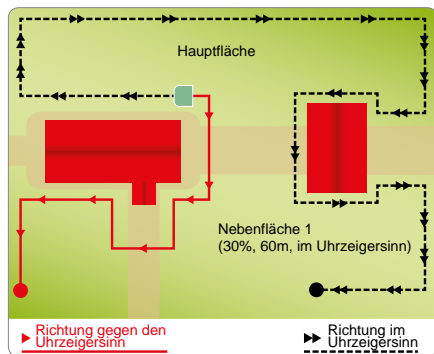 Hauptfläche
Nebenfläche 1
(30%, 60m, im Uhrzeigersinn)
Richtung gegen den
Uhrzeigersinn
Richtung im
Uhrzeigersinn